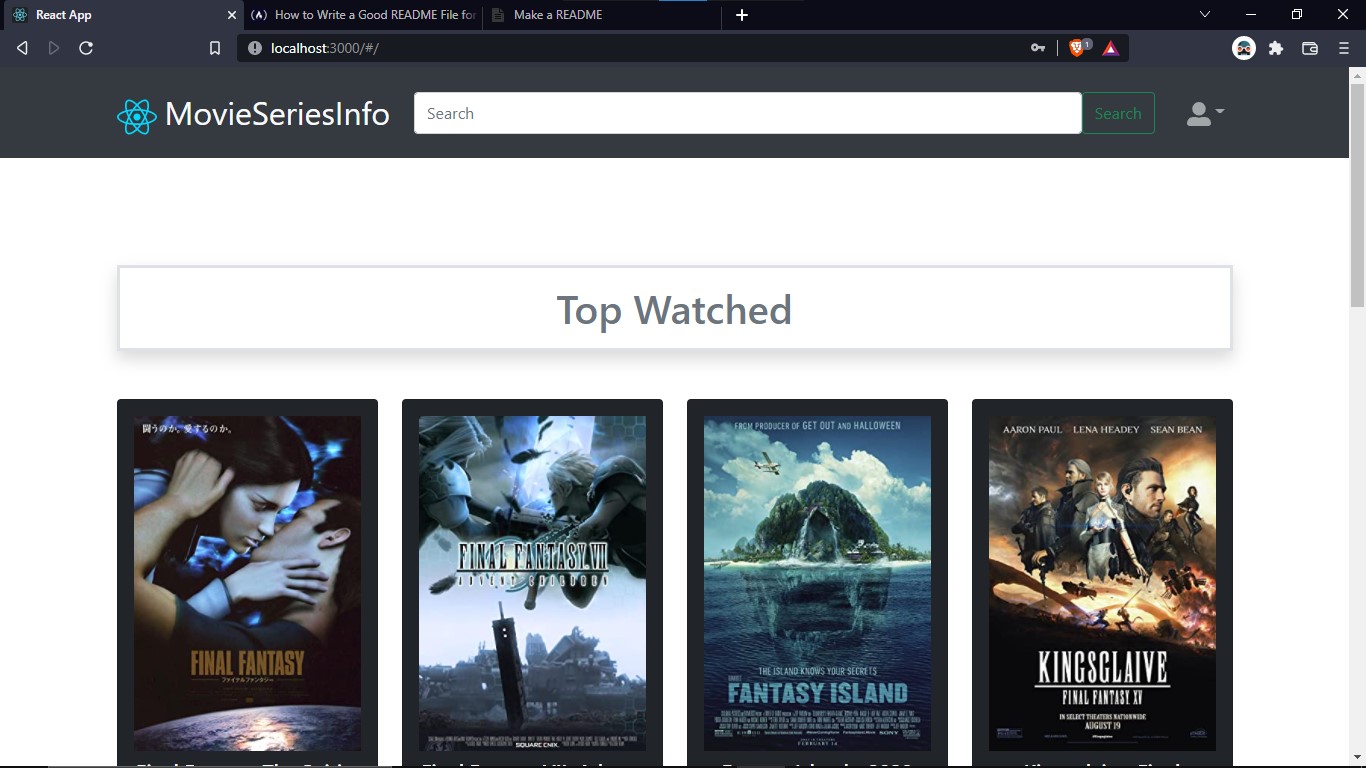 React App
How to Write a Good README File for
Make a README
localhost:3000/#/
1
MovieSeriesInfo
Search
Search
Top Watched
闘うのか。愛するのか。
FINAL FANTASY
ファイナルファンタジー
FINAL FANTASY VII
ADVENT CHILDREN
SQUARE ENIX
FROM PRODUCER OF GET OUT AND HALLOWEEN
THE ISLAND KNOWS YOUR SECRETS
FANTASY ISLAND
SONY
FEBRUARY 14
AARON PAUL LENA HEADEY SEAN BEAN
KINGSGLAIVE
FINAL FANTASY XV
IN SELECT THEATERS NATIONWIDE
AUGUST 19